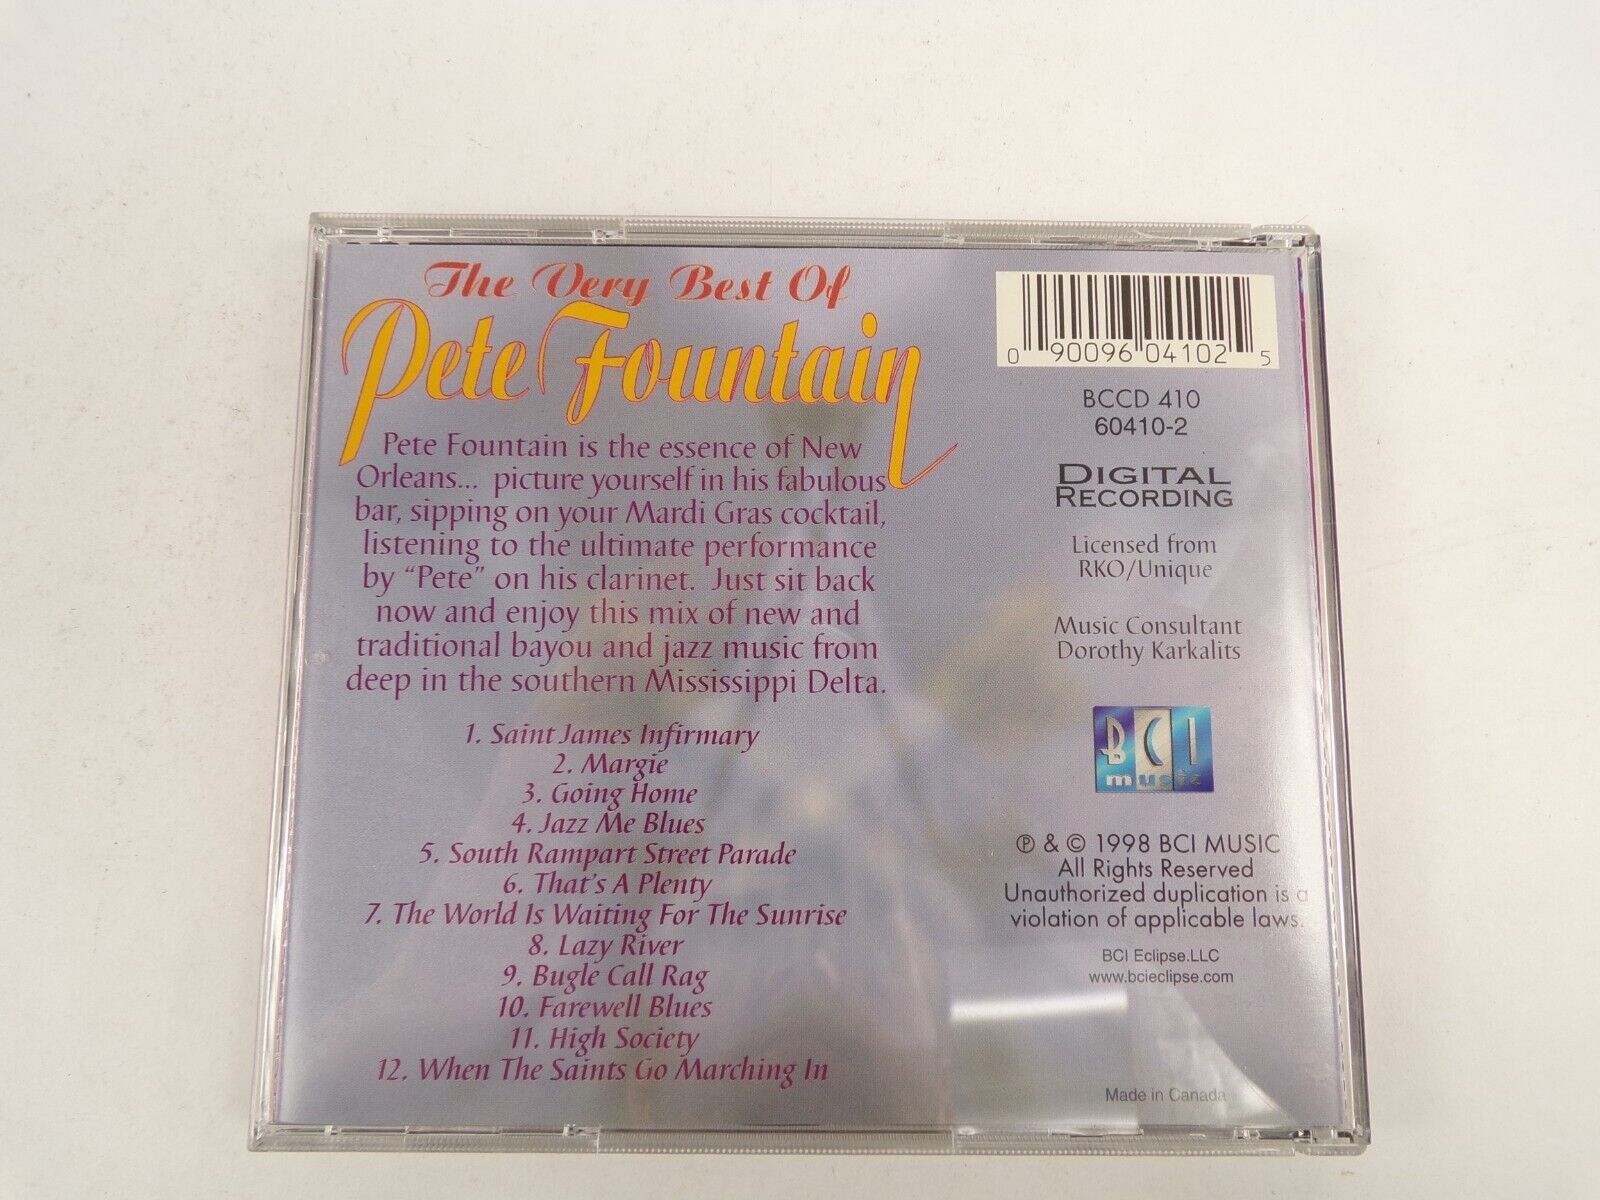 The Very Best Of
Pete Fountain
Pete Fountain is the essence of New
Orleans... picture yourself in his fabulous
bar, sipping on your Mardi Gras cocktail,
listening to the ultimate performance
by “Pete” on his clarinet. Just sit back
now and enjoy this mix of new and
traditional bayou and jazz music from
deep in the southern Mississippi Delta.
1. Saint James Infirmary
2. Margie
3. Going Home
4. Jazz Me Blues
5. South Rampart Street Parade
6. That's A Plenty
7. The World Is Waiting For The Sunrise
8. Lazy River
9. Bugle Call Rag
10. Farewell Blues
11. High Society
12. When The Saints Go Marching In
0 90096 04102 5
BCCD 410
60410-2
DIGITAL
RECORDING
Licensed from
RKO/Unique
Music Consultant
Dorothy Karkalits
BCI
music
℗ & © 1998 BCI MUSIC
All Rights Reserved
Unauthorized duplication is a
violation of applicable laws.
BCI Eclipse.LLC
www.bcieclipse.com
Made in Canada